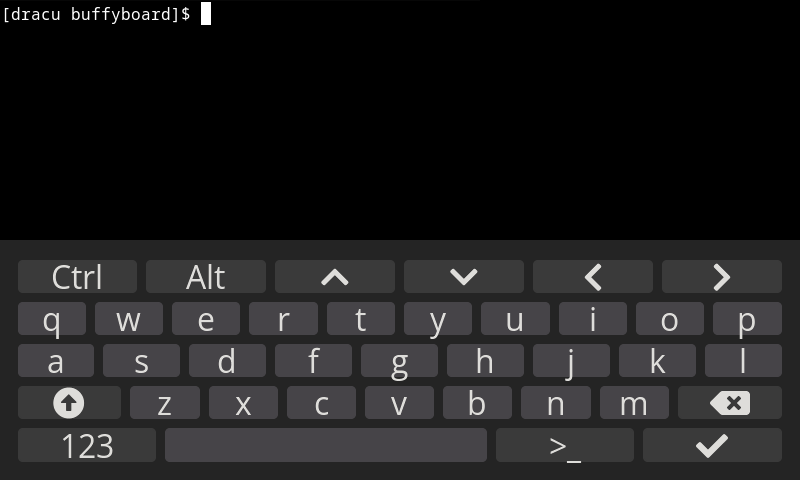 [dracu buffyboard]$
Ctrl Alt
q w e r t y u i o p
a s d f g h j k l
z x c v b n m
123 >_